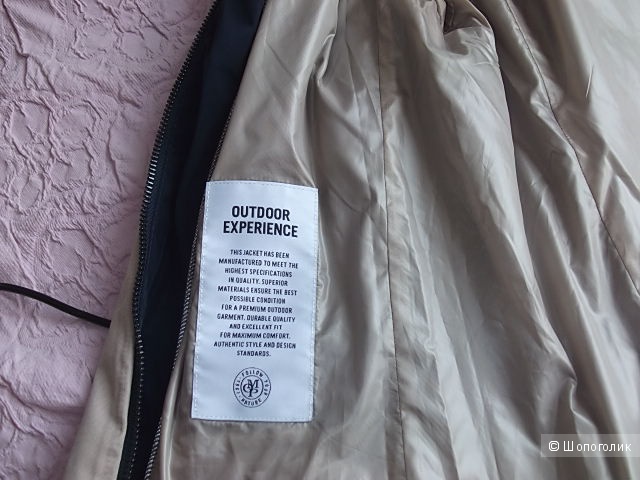 OUTDOOR
EXPERIENCE
THIS JACKET HAS BEEN
MANUFACTURED TO MEET THE
HIGHEST SPECIFICATIONS
IN QUALITY. SUPERIOR
MATERIALS ENSURE THE BEST
POSSIBLE CONDITION
FOR A PREMIUM OUTDOOR
GARMENT. DURABLE QUALITY
AND EXCELLENT FIT
FOR MAXIMUM COMFORT.
AUTHENTIC STYLE AND DESIGN
STANDARDS.
FOLLOW YOUR
NATURE
© Шопоголик